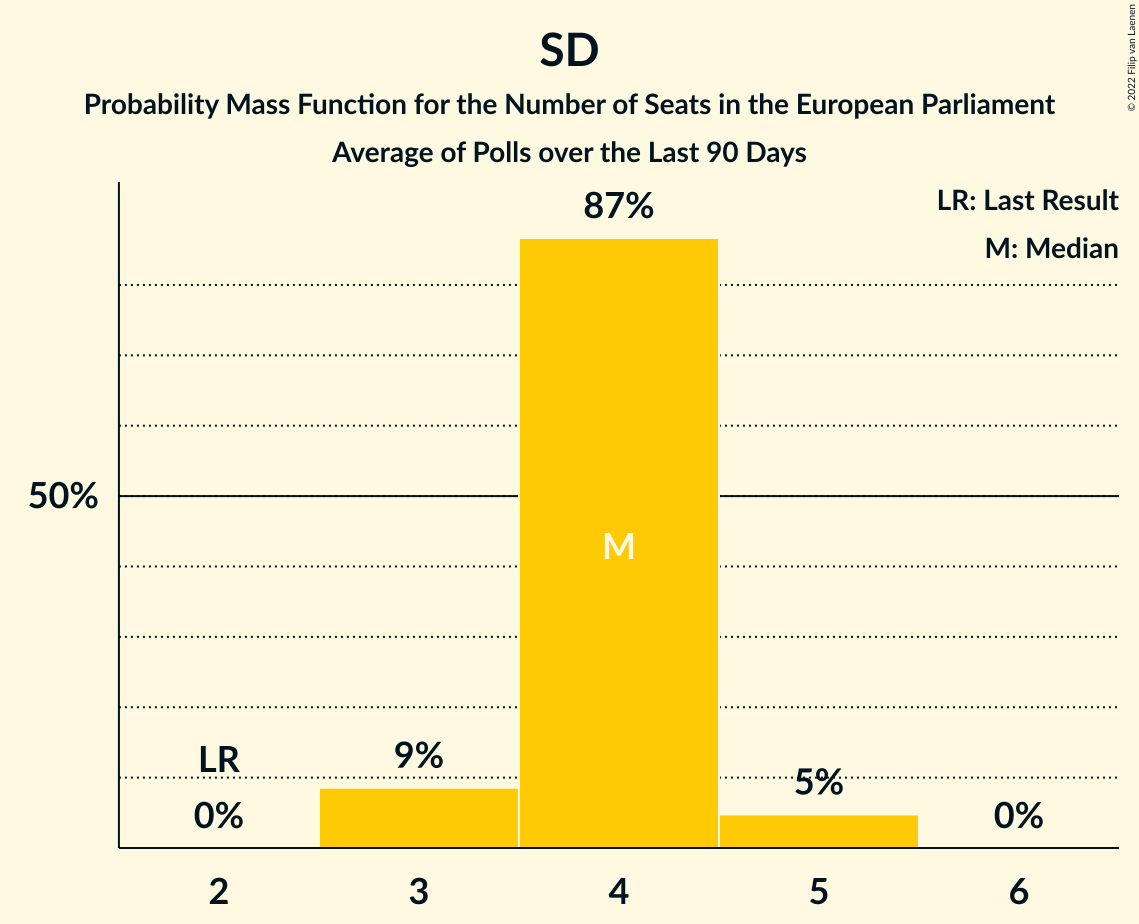 SD
Probability Mass Function for the Number of Seats in the European Parliament
Average of Polls over the Last 90 Days
© 2022 Filip van Laenen
LR: Last Result
M: Median
87%
50%
M
LR
9%
5%
0%
0%
2 3 4 5 6